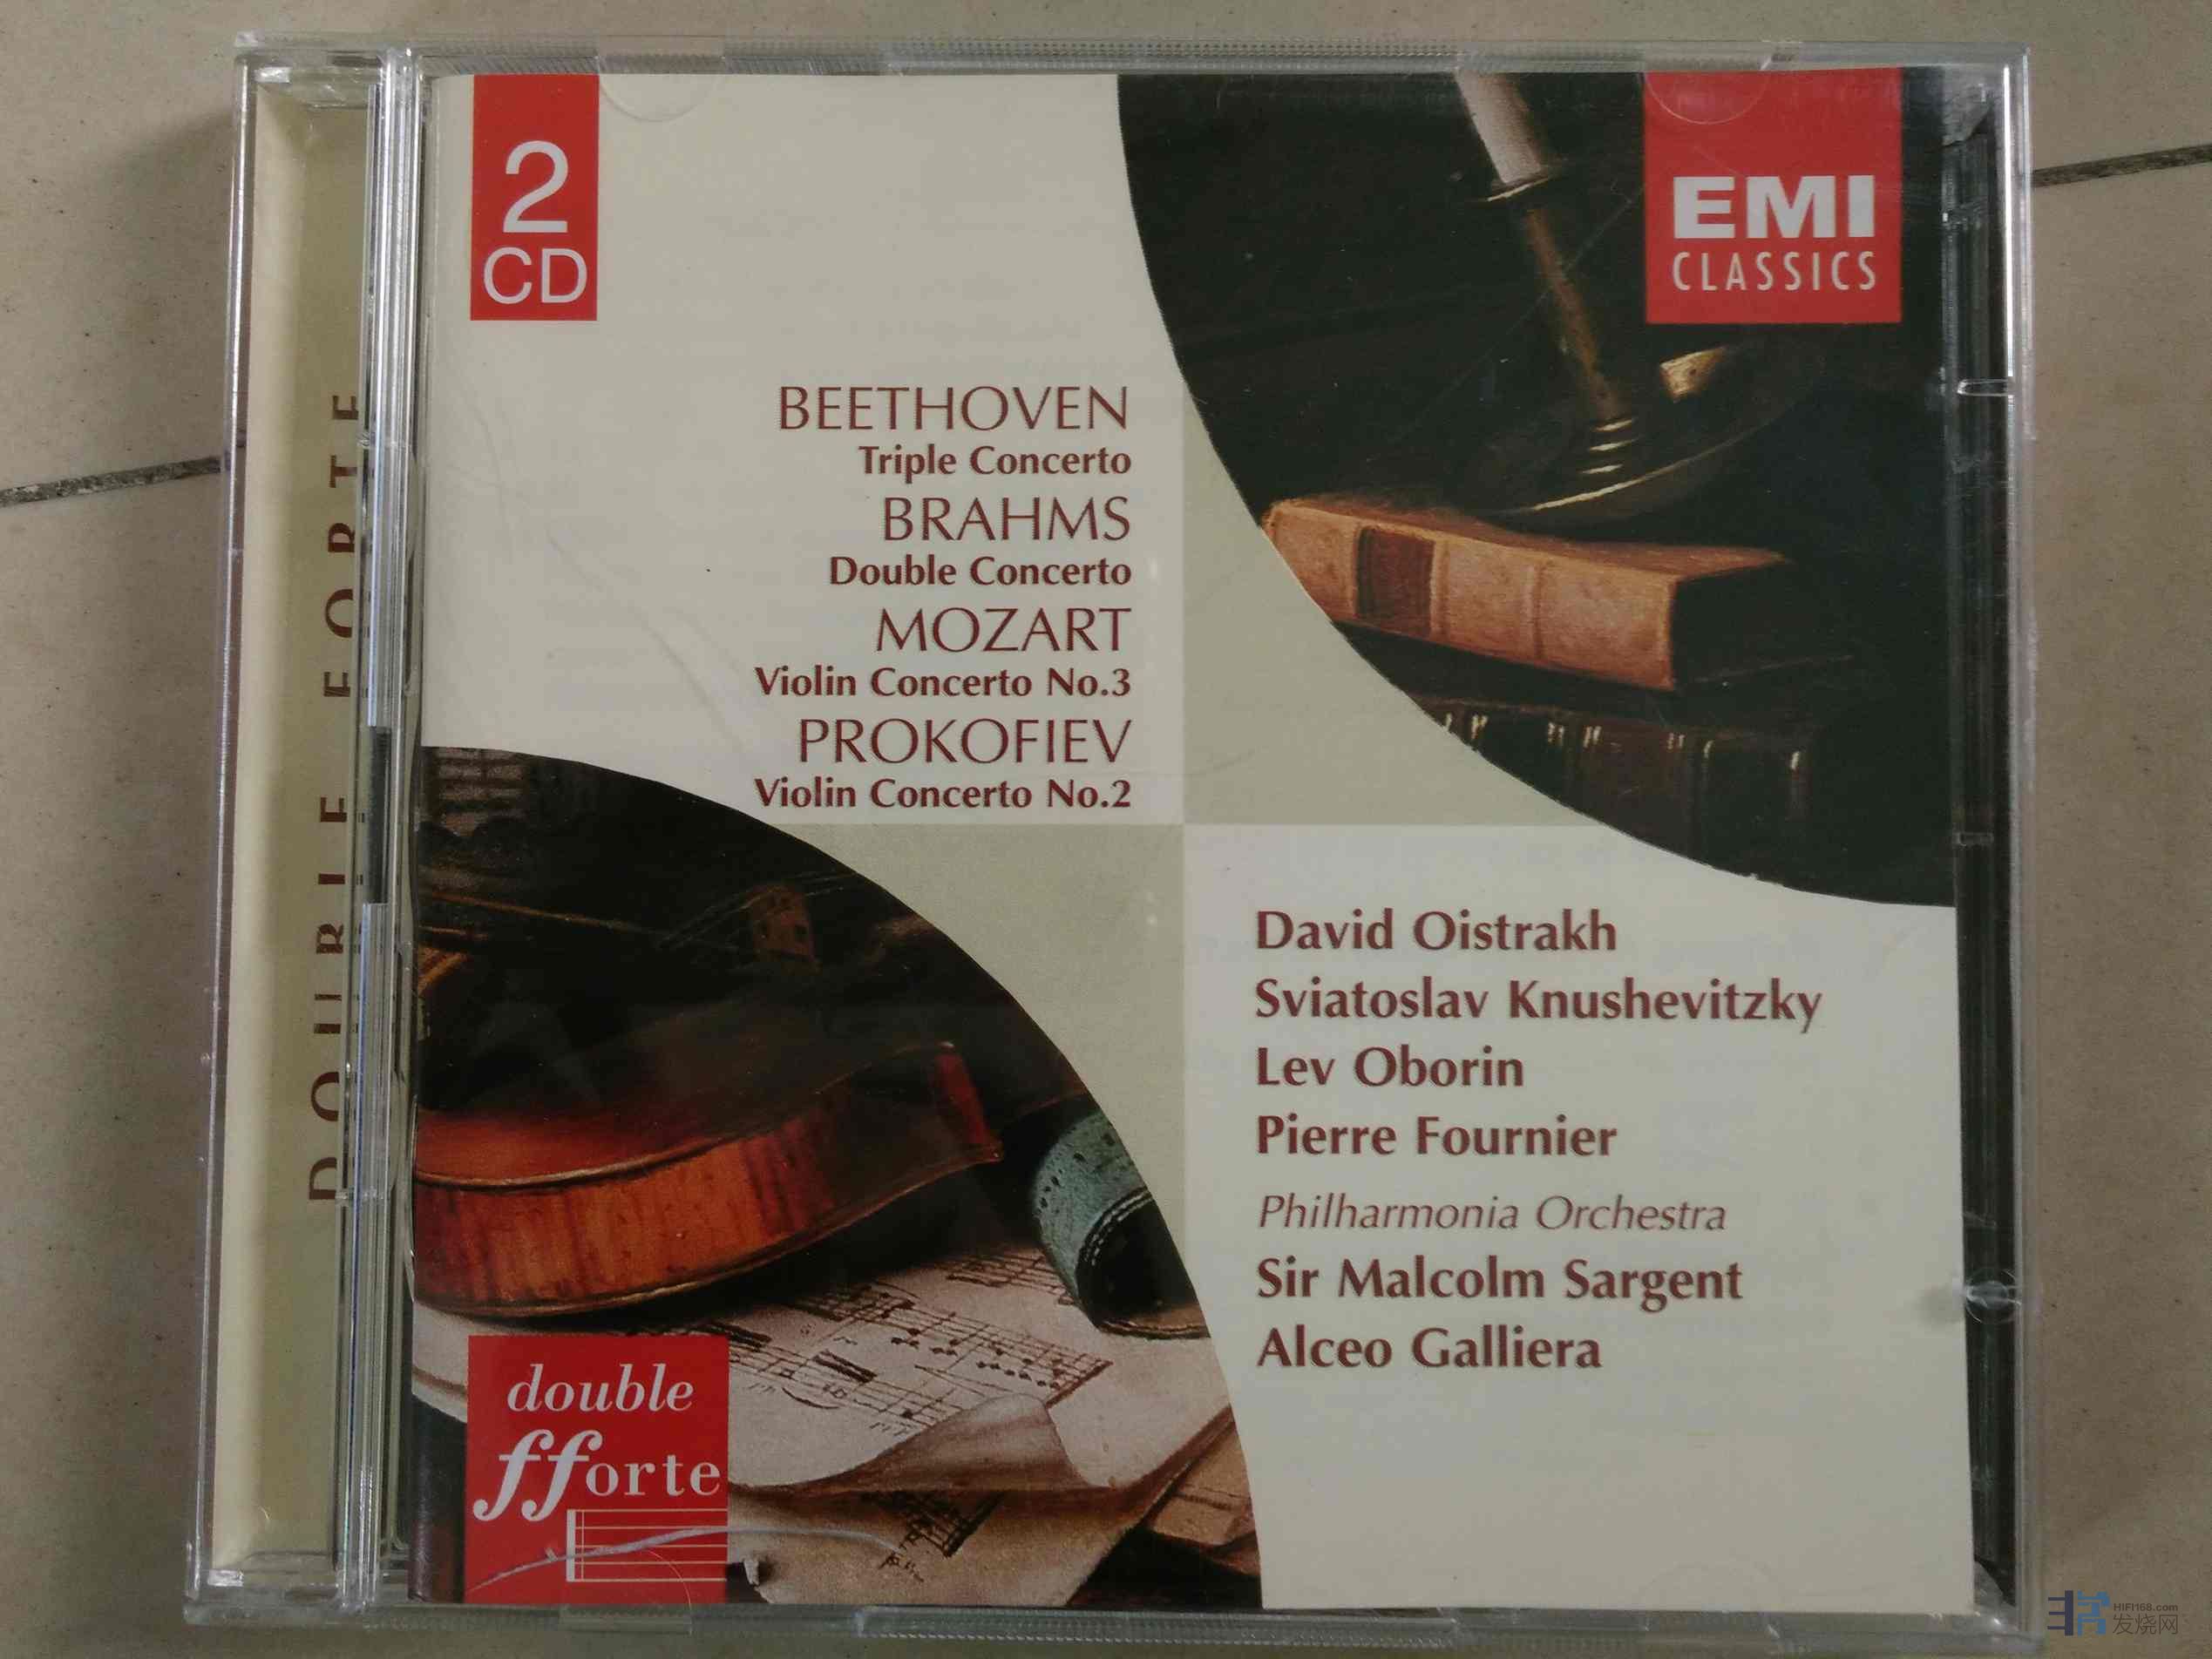 2
CD
EMI
CLASSICS
BEETHOVEN
Triple Concerto
BRAHMS
Double Concerto
MOZART
Violin Concerto No.3
PROKOFIEV
Violin Concerto No.2
David Oistrakh
Sviatoslav Knushevitzky
Lev Oborin
Pierre Fournier
Philharmonia Orchestra
Sir Malcolm Sargent
Alceo Galliera
double
fforte
DOUBLE FORTE
HIFI168.com
发烧网